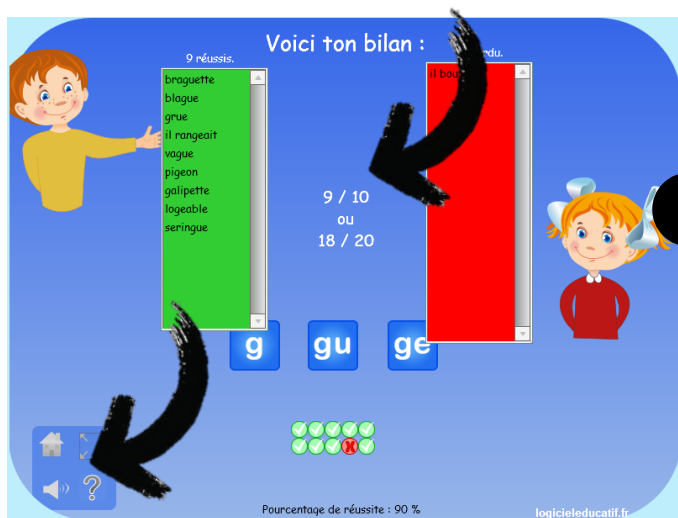 Voici ton bilan :
9 réussis.
braguette
blague
grue
il rangeait
vague
pigeon
galipette
logeable
seringue
9 / 10
ou
18 / 20
il
g
gu
ge
?
Pourcentage de réussite : 90 %
logicieleducatif.fr